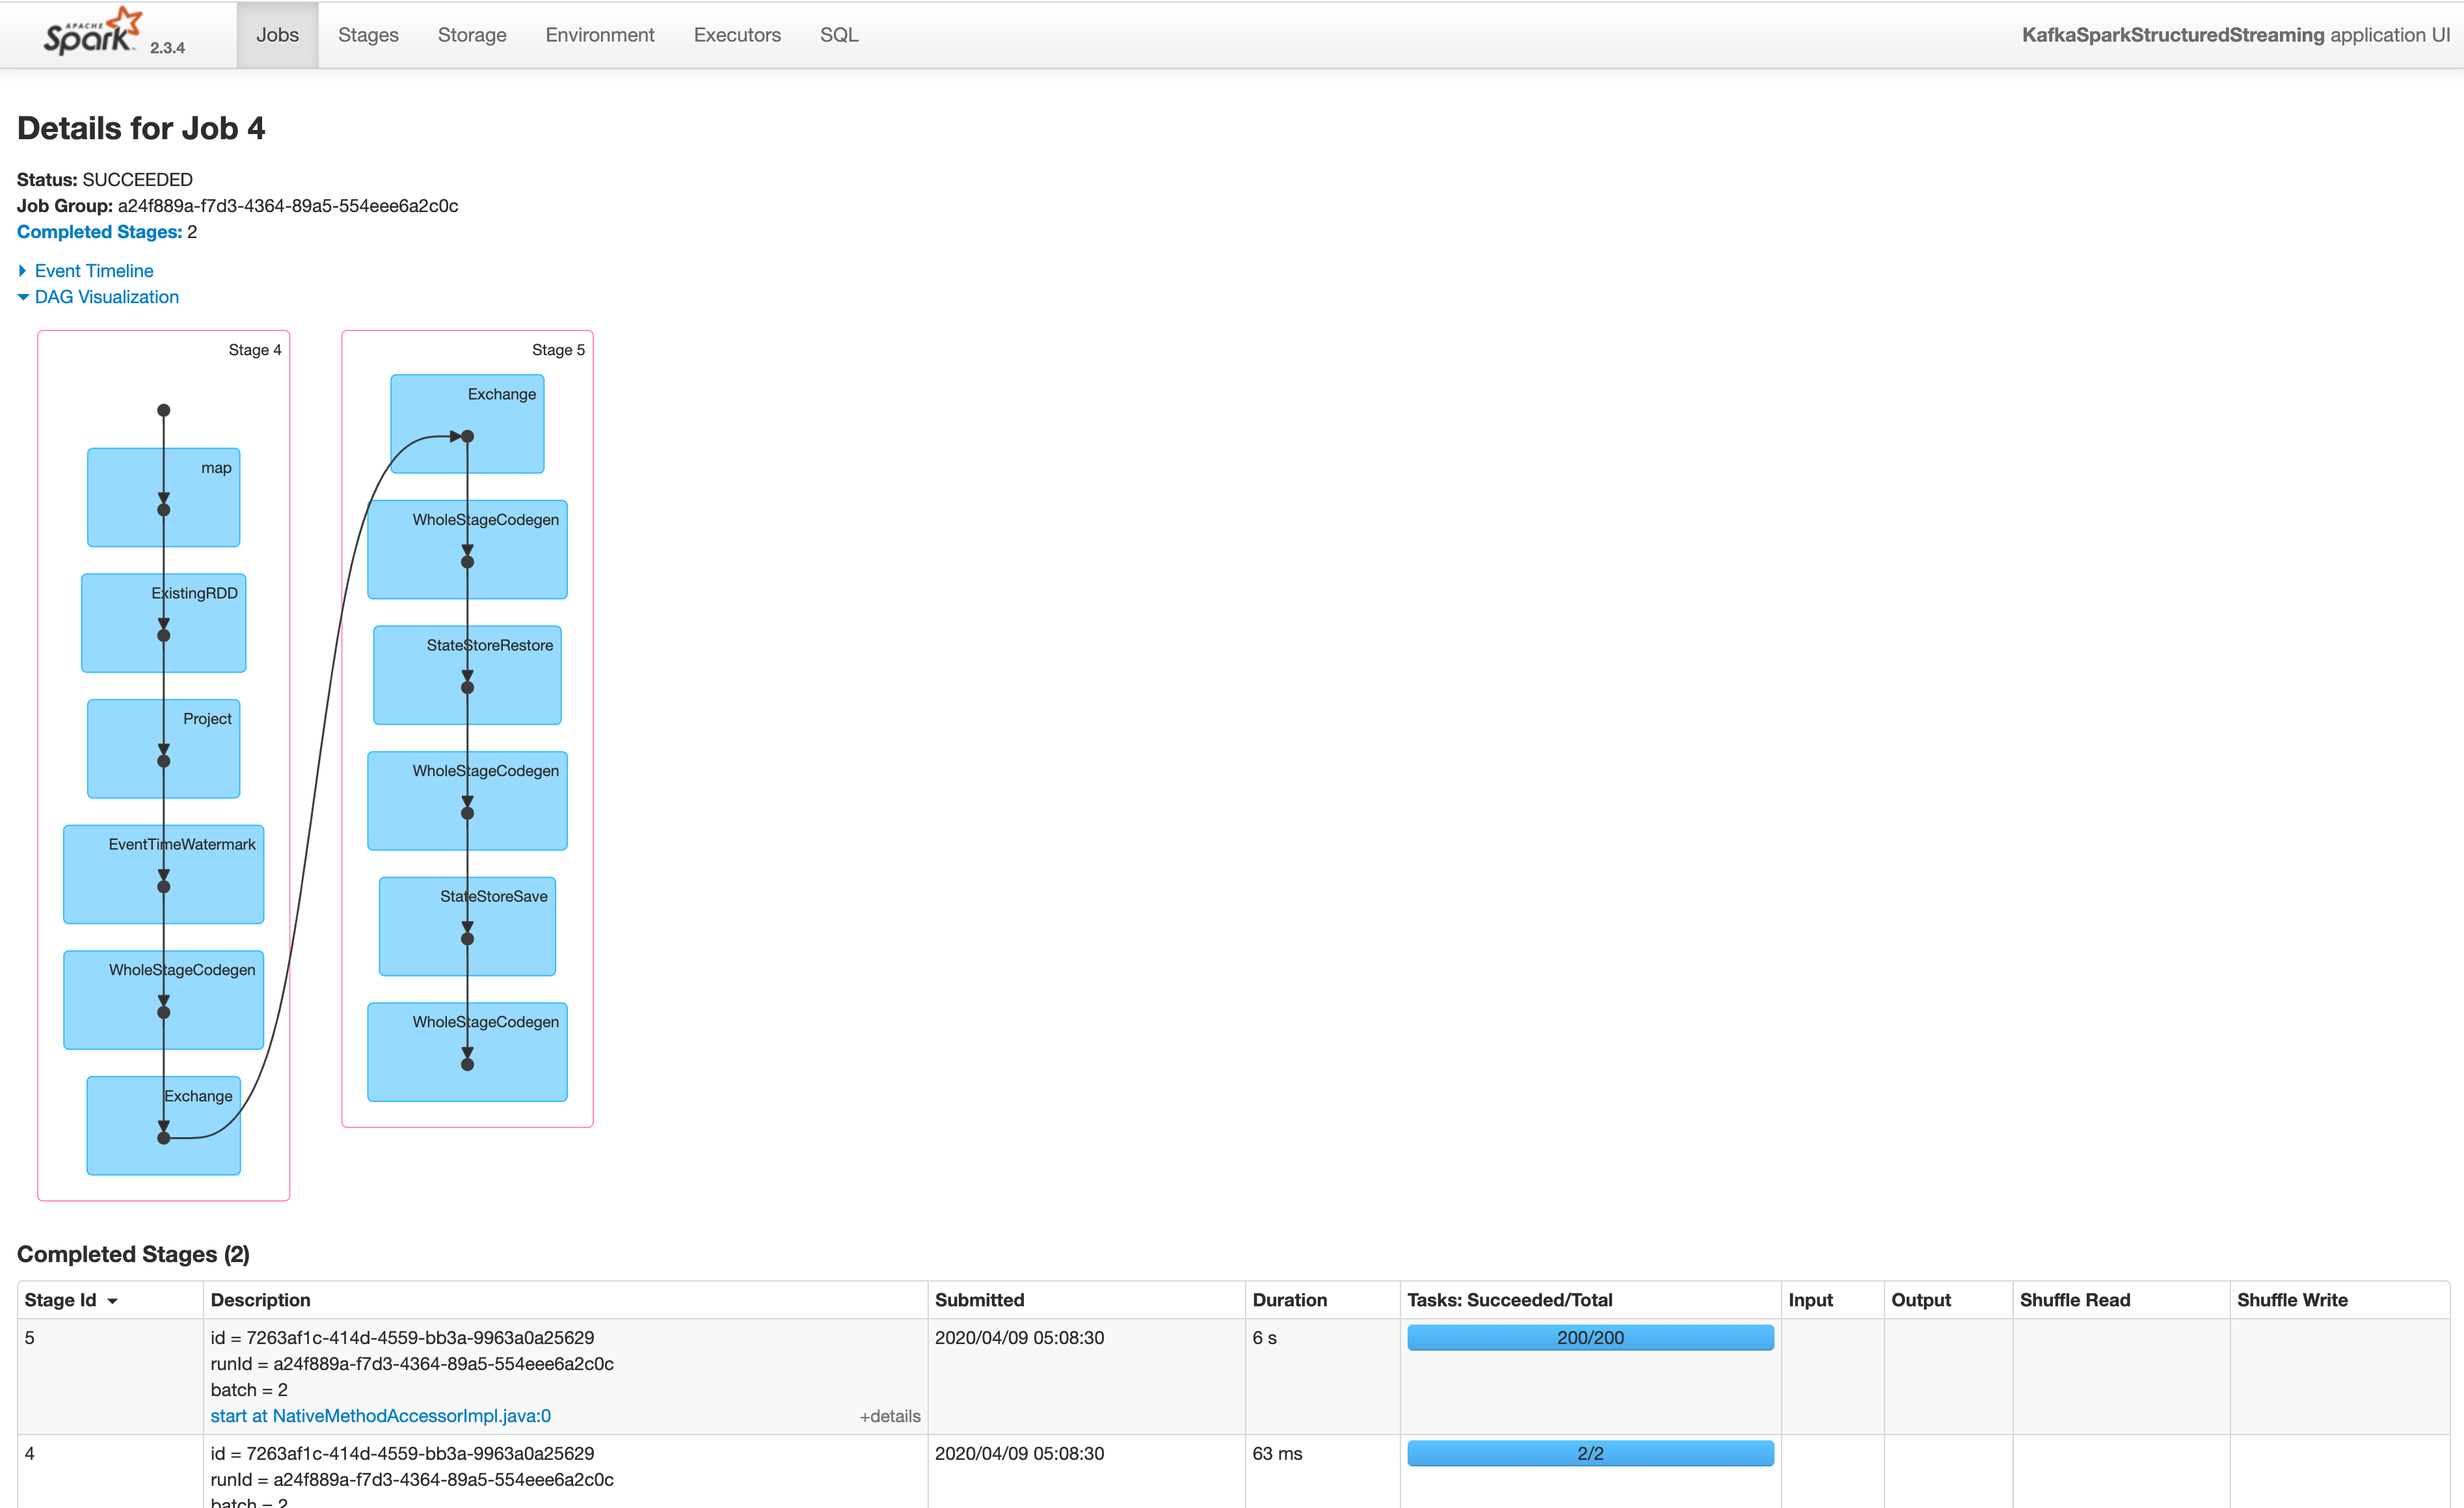 APACHE
Spark 2.3.4
Jobs Stages Storage Environment Executors SQL KafkaSparkStructuredStreaming application UI
Details for Job 4
Status: SUCCEEDED
Job Group: a24f889a-f7d3-4364-89a5-554eee6a2c0c
Completed Stages: 2
Event Timeline
DAG Visualization
Stage 4
map
ExistingRDD
Project
EventTimeWatermark
WholeStageCodegen
Exchange
Stage 5
Exchange
WholeStageCodegen
StateStoreRestore
WholeStageCodegen
StateStoreSave
WholeStageCodegen
Completed Stages (2)
Stage Id Description Submitted Duration Tasks: Succeeded/Total Input Output Shuffle Read Shuffle Write
5 id = 7263af1c-414d-4559-bb3a-9963a0a25629 2020/04/09 05:08:30 6 s 200/200
runId = a24f889a-f7d3-4364-89a5-554eee6a2c0c
batch = 2
start at NativeMethodAccessorImpl.java:0 +details
4 id = 7263af1c-414d-4559-bb3a-9963a0a25629 2020/04/09 05:08:30 63 ms 2/2
runId = a24f889a-f7d3-4364-89a5-554eee6a2c0c
batch = 2